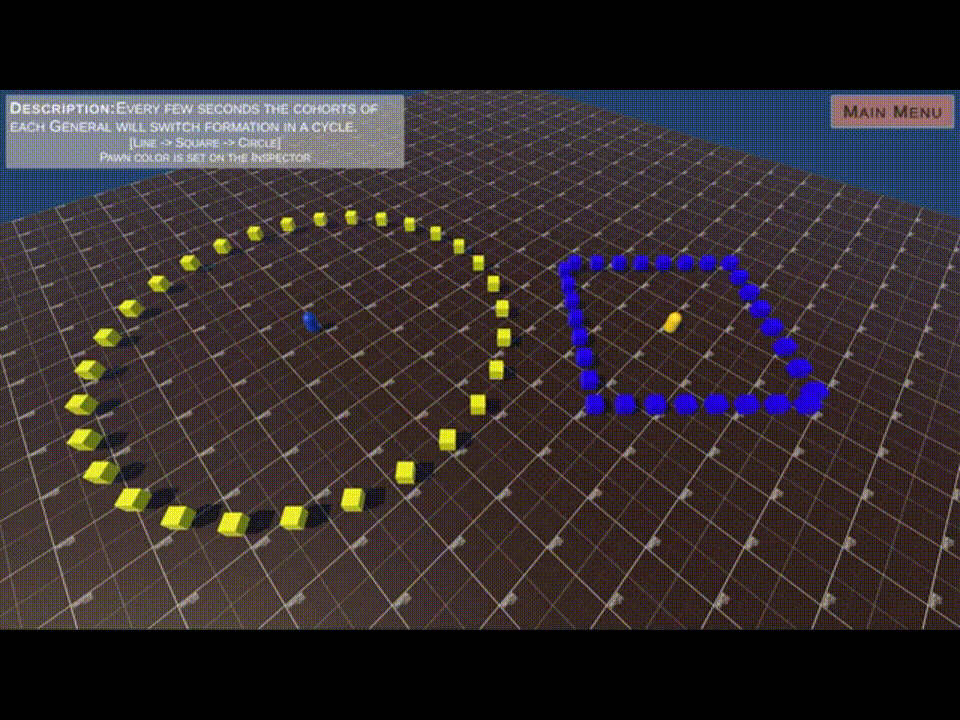 Description: Every few seconds the cohorts of
each General will switch formation in a cycle.
[Line -> Square -> Circle]
Pawn color is set on the Inspector
Main Menu